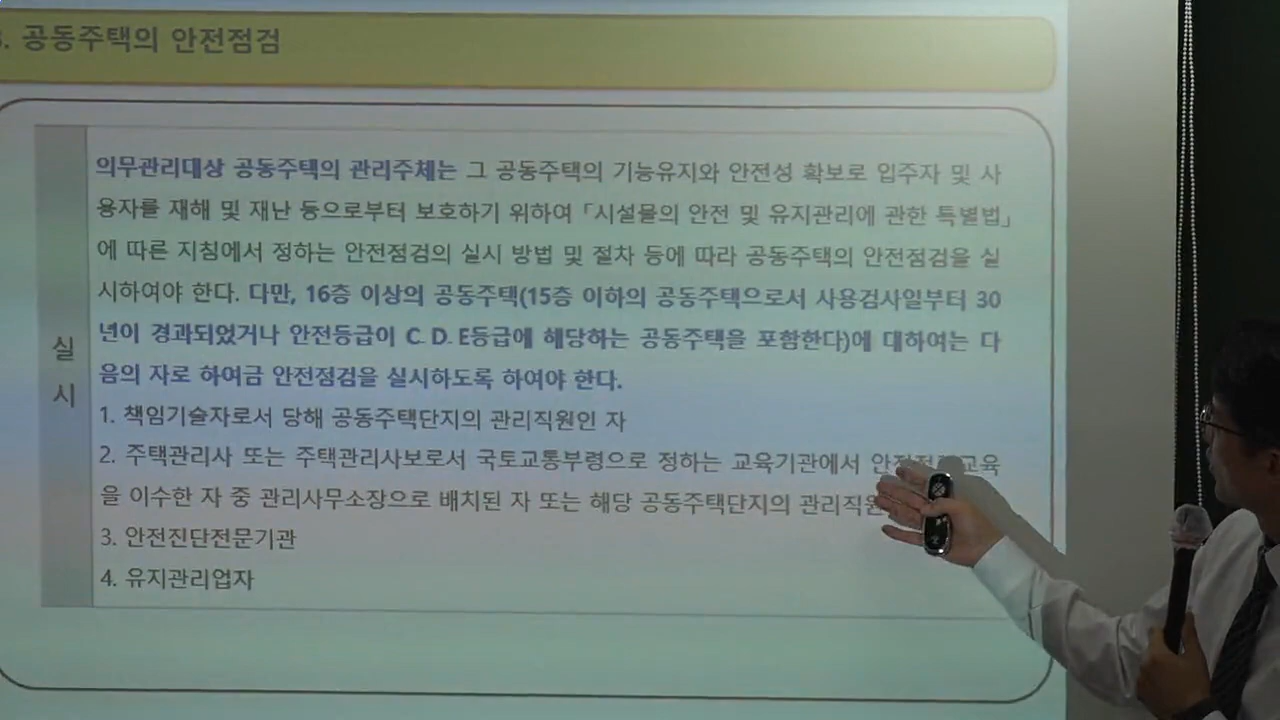 . 공동주택의 안전점검
의무관리대상 공동주택의 관리주체는 그 공동주택의 기능유지와 안전성 확보로 입주자 및 사
용자를 재해 및 재난 등으로부터 보호하기 위하여 「시설물의 안전 및 유지관리에 관한 특별법」
에 따른 지침에서 정하는 안전점검의 실시 방법 및 절차 등에 따라 공동주택의 안전점검을 실
시하여야 한다. 다만, 16층 이상의 공동주택(15층 이하의 공동주택으로서 사용검사일부터 30
년이 경과되었거나 안전등급이 C. D. E등급에 해당하는 공동주택을 포함한다)에 대하여는 다
음의 자로 하여금 안전점검을 실시하도록 하여야 한다.
실
시
1. 책임기술자로서 당해 공동주택단지의 관리직원인 자
2. 주택관리사 또는 주택관리사보로서 국토교통부령으로 정하는 교육기관에서 교육
을 이수한 자 중 관리사무소장으로 배치된 자 또는 해당 공동주택단지의 관리직원
3. 안전진단전문기관
4. 유지관리업자